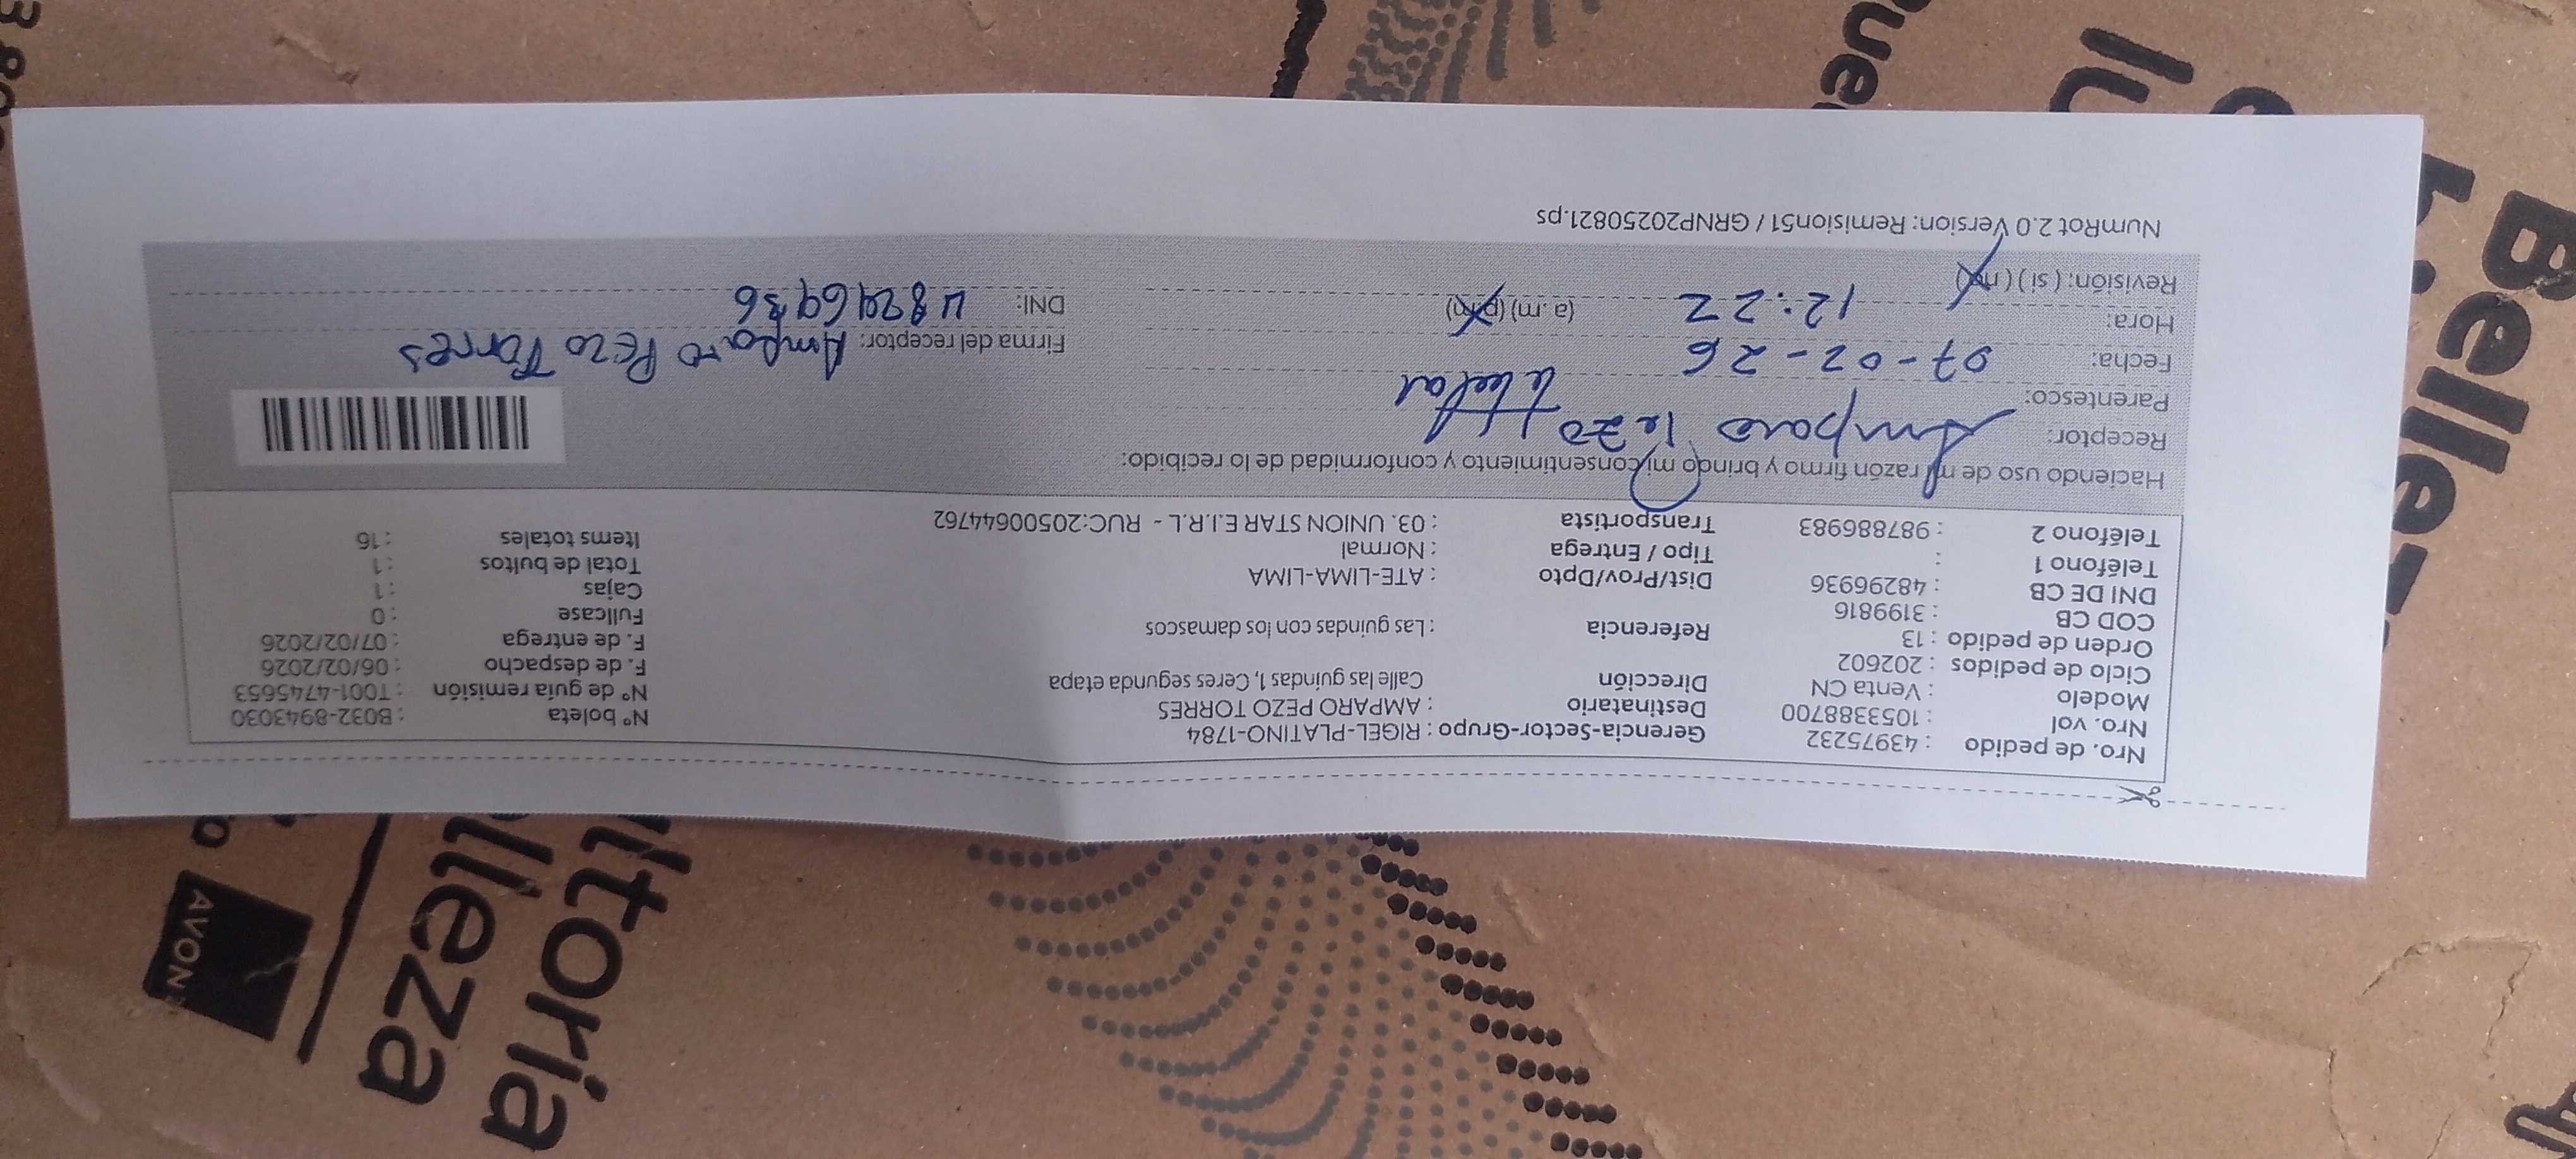 Nro. de pedido : 43975232
Nro. vol : 1053388700
Modelo : Venta CN
Ciclo de pedidos : 202602
Orden de pedido : 13
COD CB : 3199816
DNI DE CB : 48296936
Teléfono 1 :
Teléfono 2 : 987886983
Gerencia-Sector-Grupo : RIGEL-PLATINO-1784
Destinatario : AMPARO PEZO TORRES
Dirección Calle las guindas 1, Ceres segunda etapa
Referencia : Las guindas con los damascos
Dist/Prov/Dpto : ATE-LIMA-LIMA
Tipo / Entrega : Normal
Transportista : 03. UNION STAR E.I.R.L - RUC:20500644762
N° boleta : B032-8943030
N° de guia remisión : T001-4745653
F. de despacho : 06/02/2026
F. de entrega : 07/02/2026
Fullcase : 0
Cajas : 1
Total de bultos : 1
Items totales : 16
Haciendo uso de mi razón firmo y brindo mi consentimiento y conformidad de lo recibido:
Receptor: Amparo Pezo
Parentesco: titular
Fecha: 07-02-26
Hora: 12:22 (a.m) (p.m)
Revisión: (si) (no)
Firma del receptor: Amparo Pezo Torres
DNI: 48296936
NumRot 2.0 Version: Remision51 / GRNP20250821.ps
Belleza
ltoria
lleza
AVON